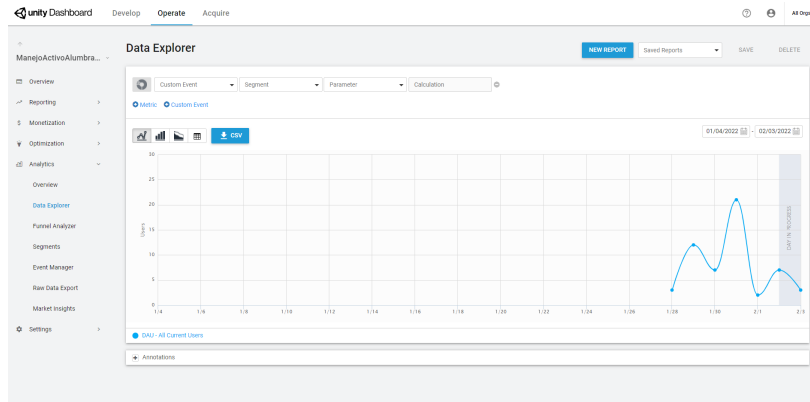 unity Dashboard
Develop Operate Acquire
All Orga
ManejoActivoAlumbra...
Overview
Reporting
Monetization
Optimization
Analytics
Overview
Data Explorer
Funnel Analyzer
Segments
Event Manager
Raw Data Export
Market Insights
Settings
Data Explorer
NEW REPORT Saved Reports SAVE DELETE
Custom Event Segment Parameter Calculation
Metric Custom Event
CSV
01/04/2022 - 02/03/2022
30
25
20
15
10
5
0
Users
DAY IN PROGRESS
1/4 1/6 1/8 1/10 1/12 1/14 1/16 1/18 1/20 1/22 1/24 1/26 1/28 1/30 2/1 2/3
DAU - All Current Users
Annotations